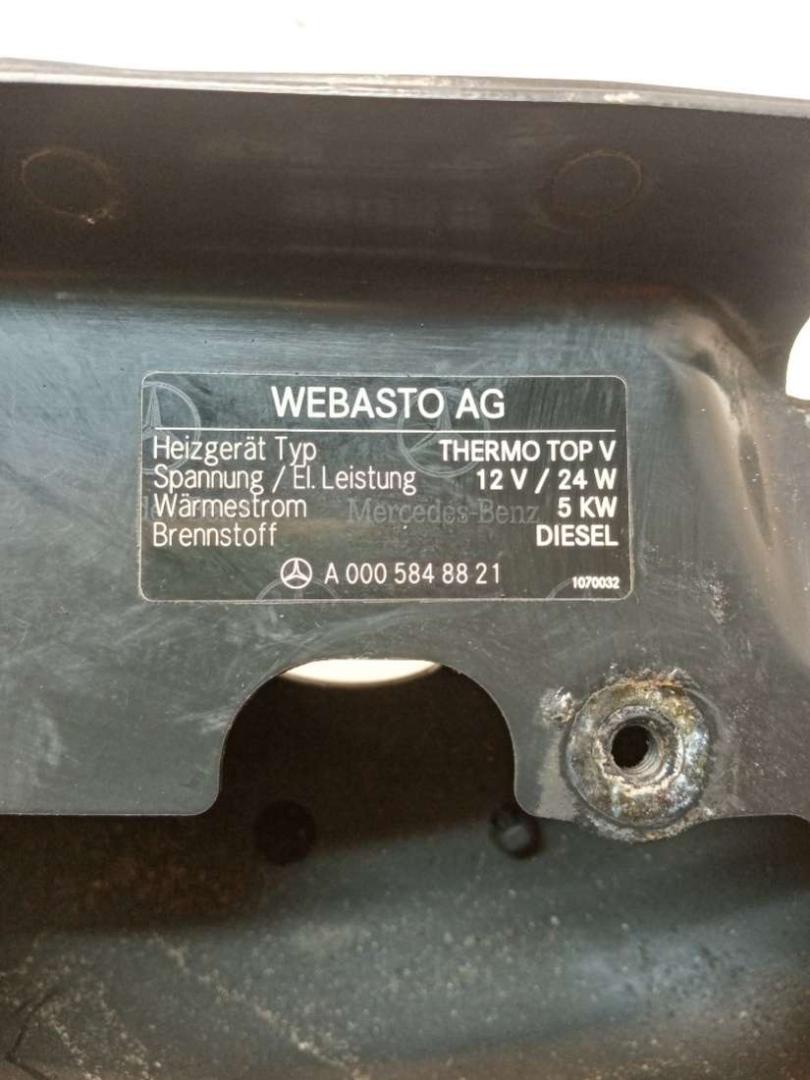 WEBASTO AG
Heizgerät Typ THERMO TOP V
Spannung / El. Leistung 12 V / 24 W
Wärmestrom 5 KW
Mercedes-Benz
Brennstoff DIESEL
A 000 584 88 21
1070032